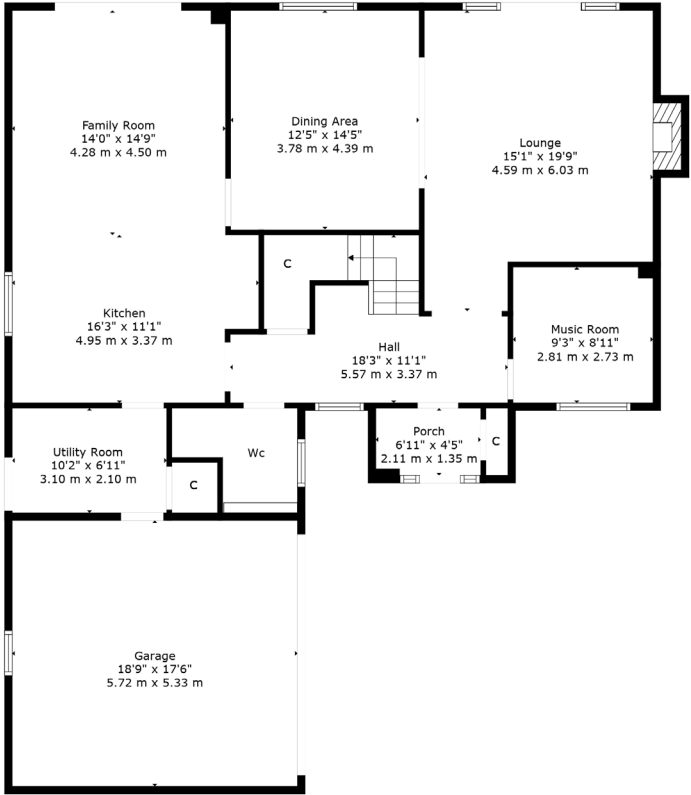 Family Room
14'0" x 14'9"
4.28 m x 4.50 m
Dining Area
12'5" x 14'5"
3.78 m x 4.39 m
Lounge
15'1" x 19'9"
4.59 m x 6.03 m
C
Kitchen
16'3" x 11'1"
4.95 m x 3.37 m
Hall
18'3" x 11'1"
5.57 m x 3.37 m
Music Room
9'3" x 8'11"
2.81 m x 2.73 m
Utility Room
10'2" x 6'11"
3.10 m x 2.10 m
C
Wc
Porch
6'11" x 4'5"
2.11 m x 1.35 m
C
Garage
18'9" x 17'6"
5.72 m x 5.33 m